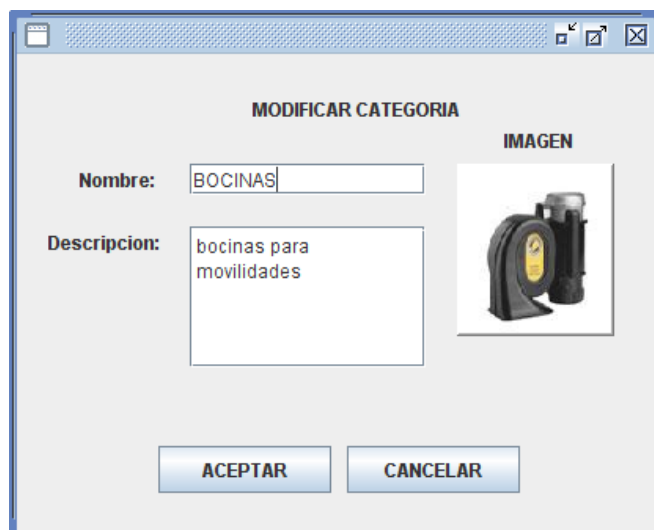 MODIFICAR CATEGORIA
IMAGEN
Nombre:
BOCINAS
Descripcion:
bocinas para
movilidades
ACEPTAR
CANCELAR